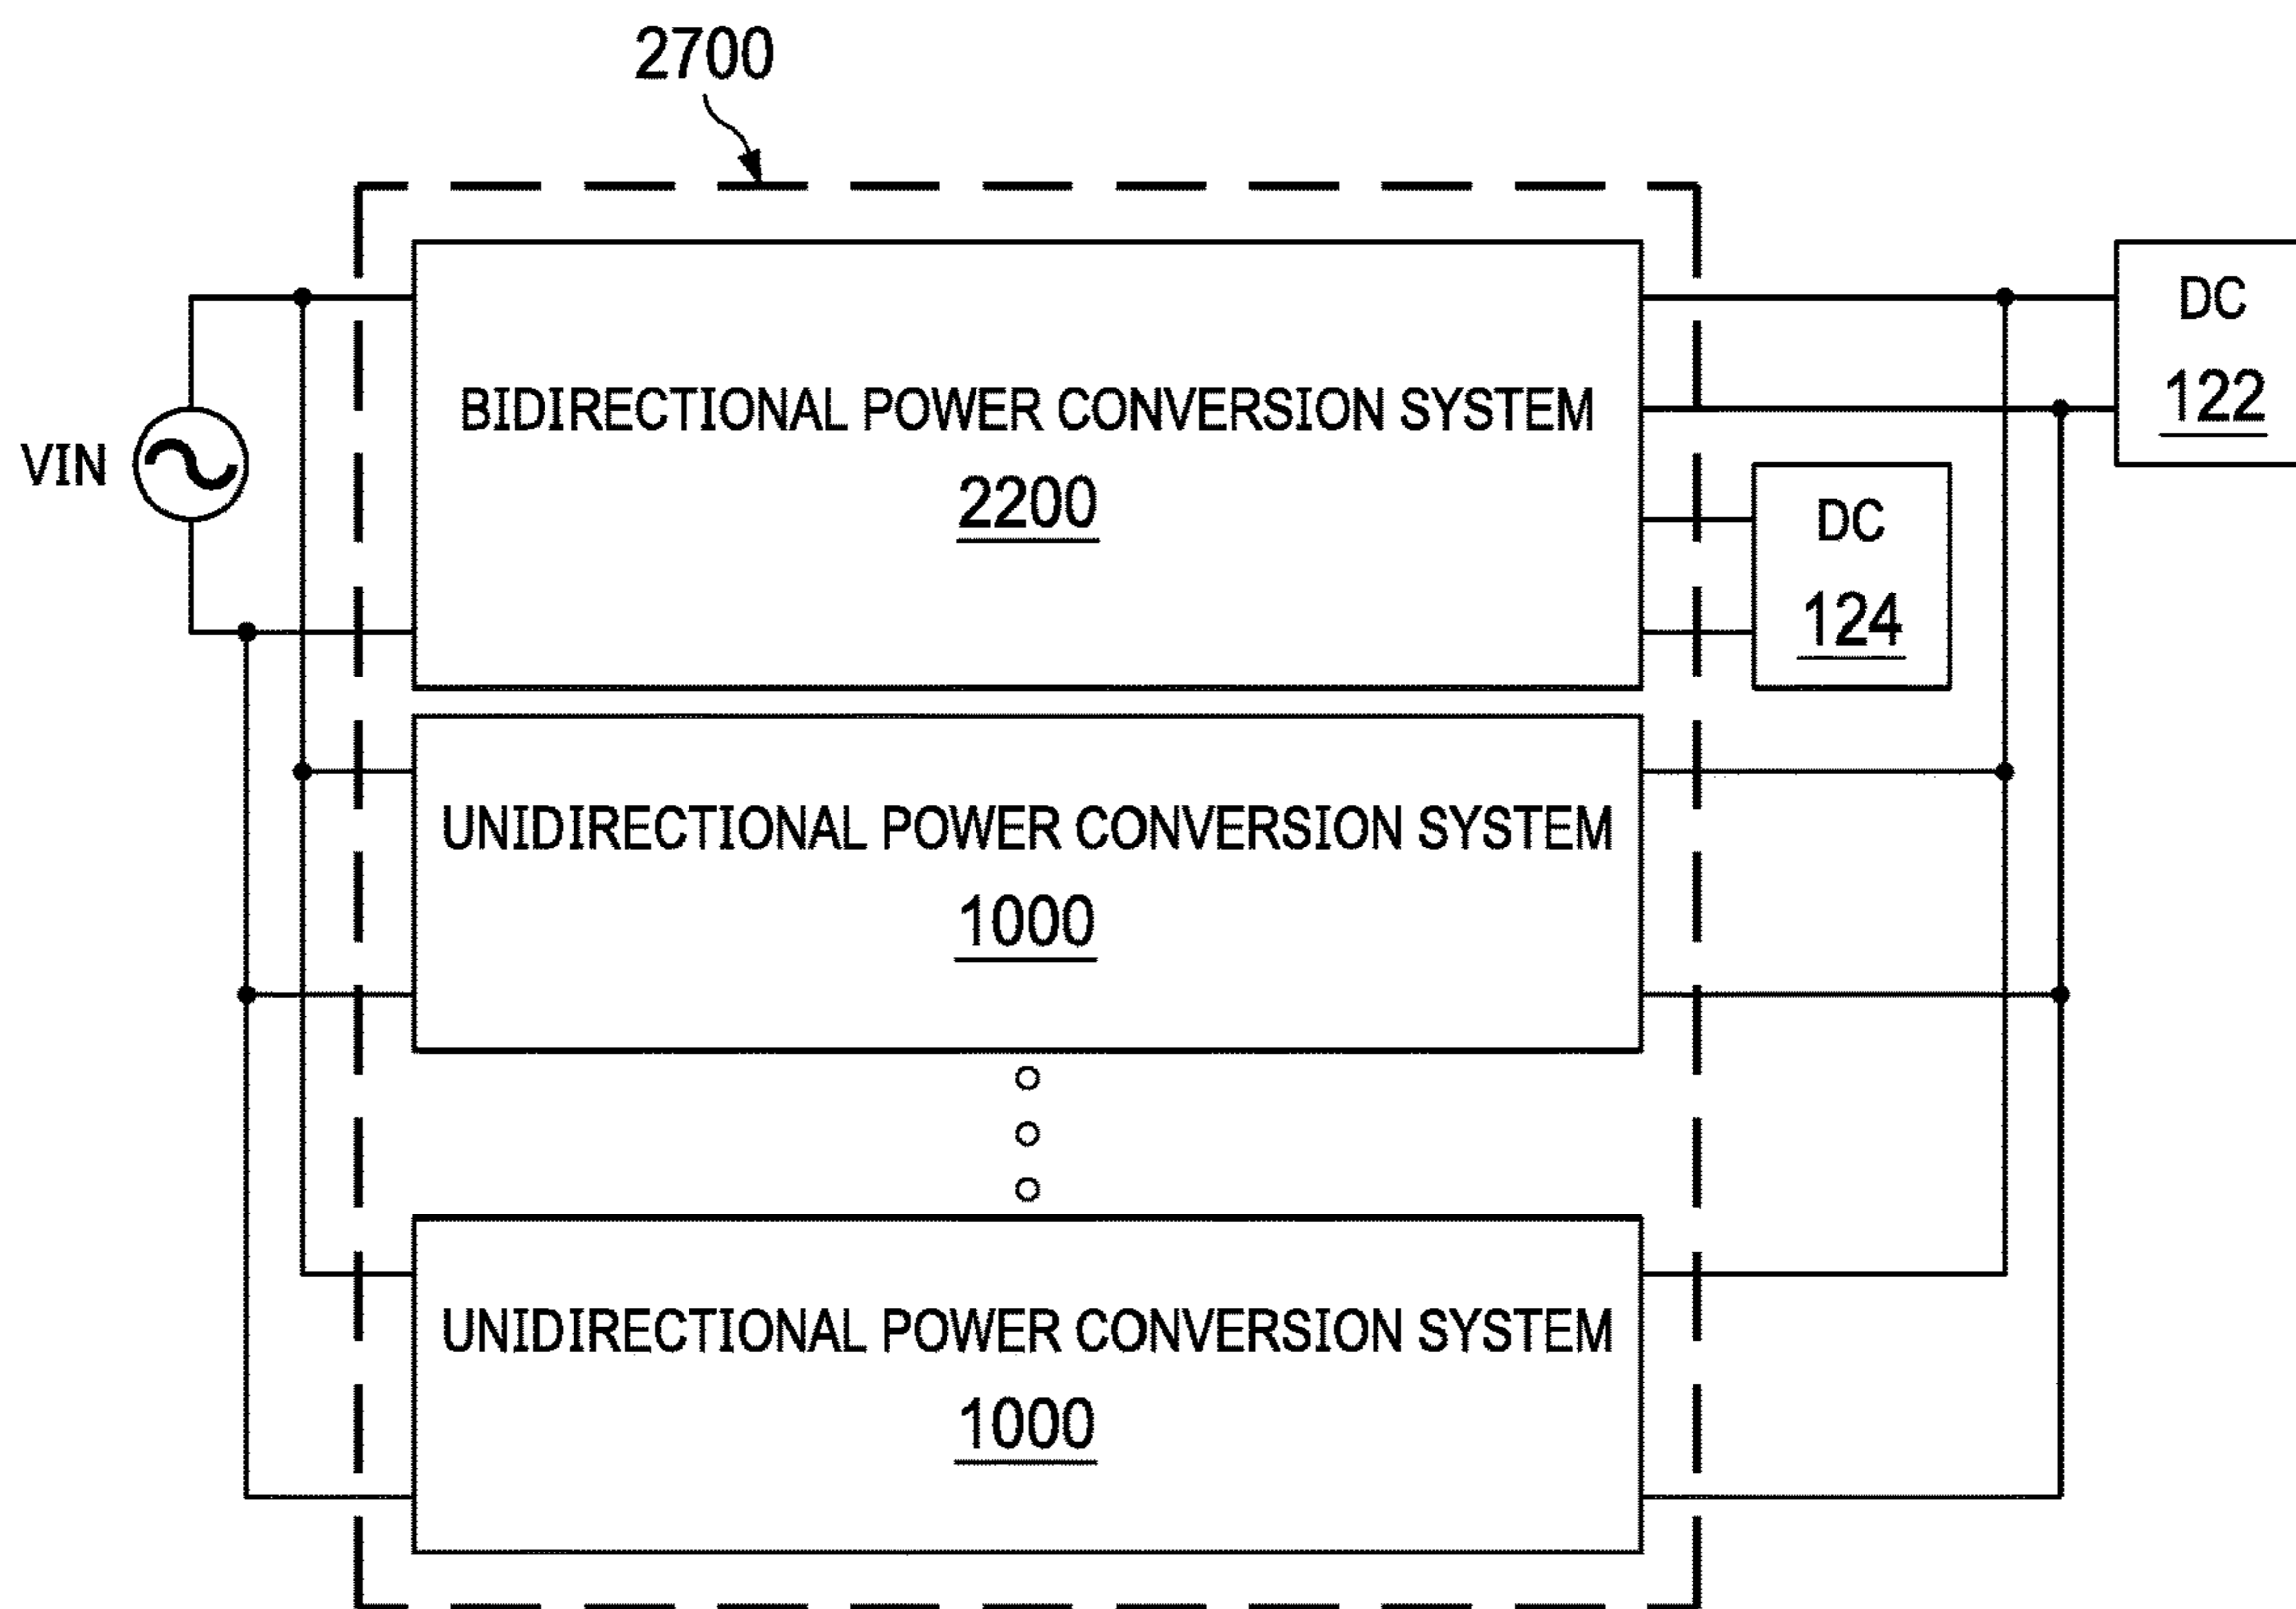 2700
VIN
BIDIRECTIONAL POWER CONVERSION SYSTEM
2200
DC
122
DC
124
UNIDIRECTIONAL POWER CONVERSION SYSTEM
1000
UNIDIRECTIONAL POWER CONVERSION SYSTEM
1000